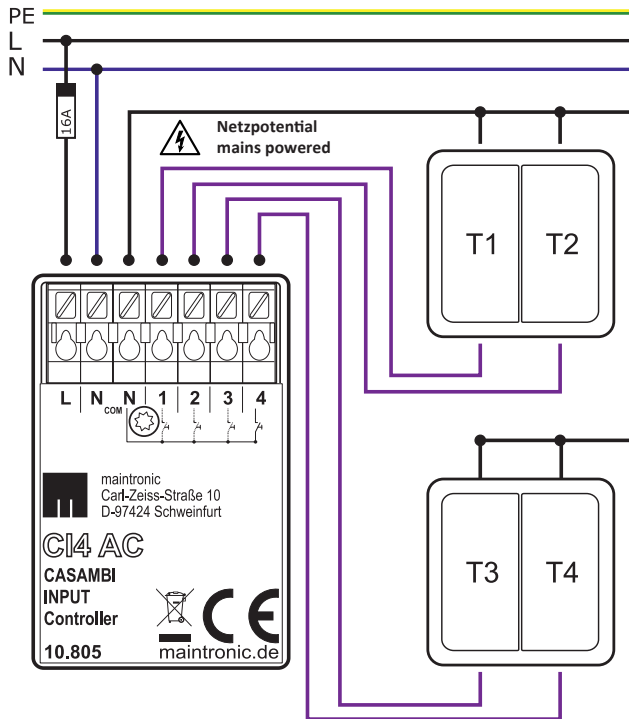 PE
L
N
16A
Netzpotential
mains powered
T1
T2
L N N 1 2 3 4
COM
maintronic
Carl-Zeiss-Straße 10
D-97424 Schweinfurt
CI4 AC
CASAMBI
INPUT
Controller
10.805
CE
maintronic.de
T3
T4